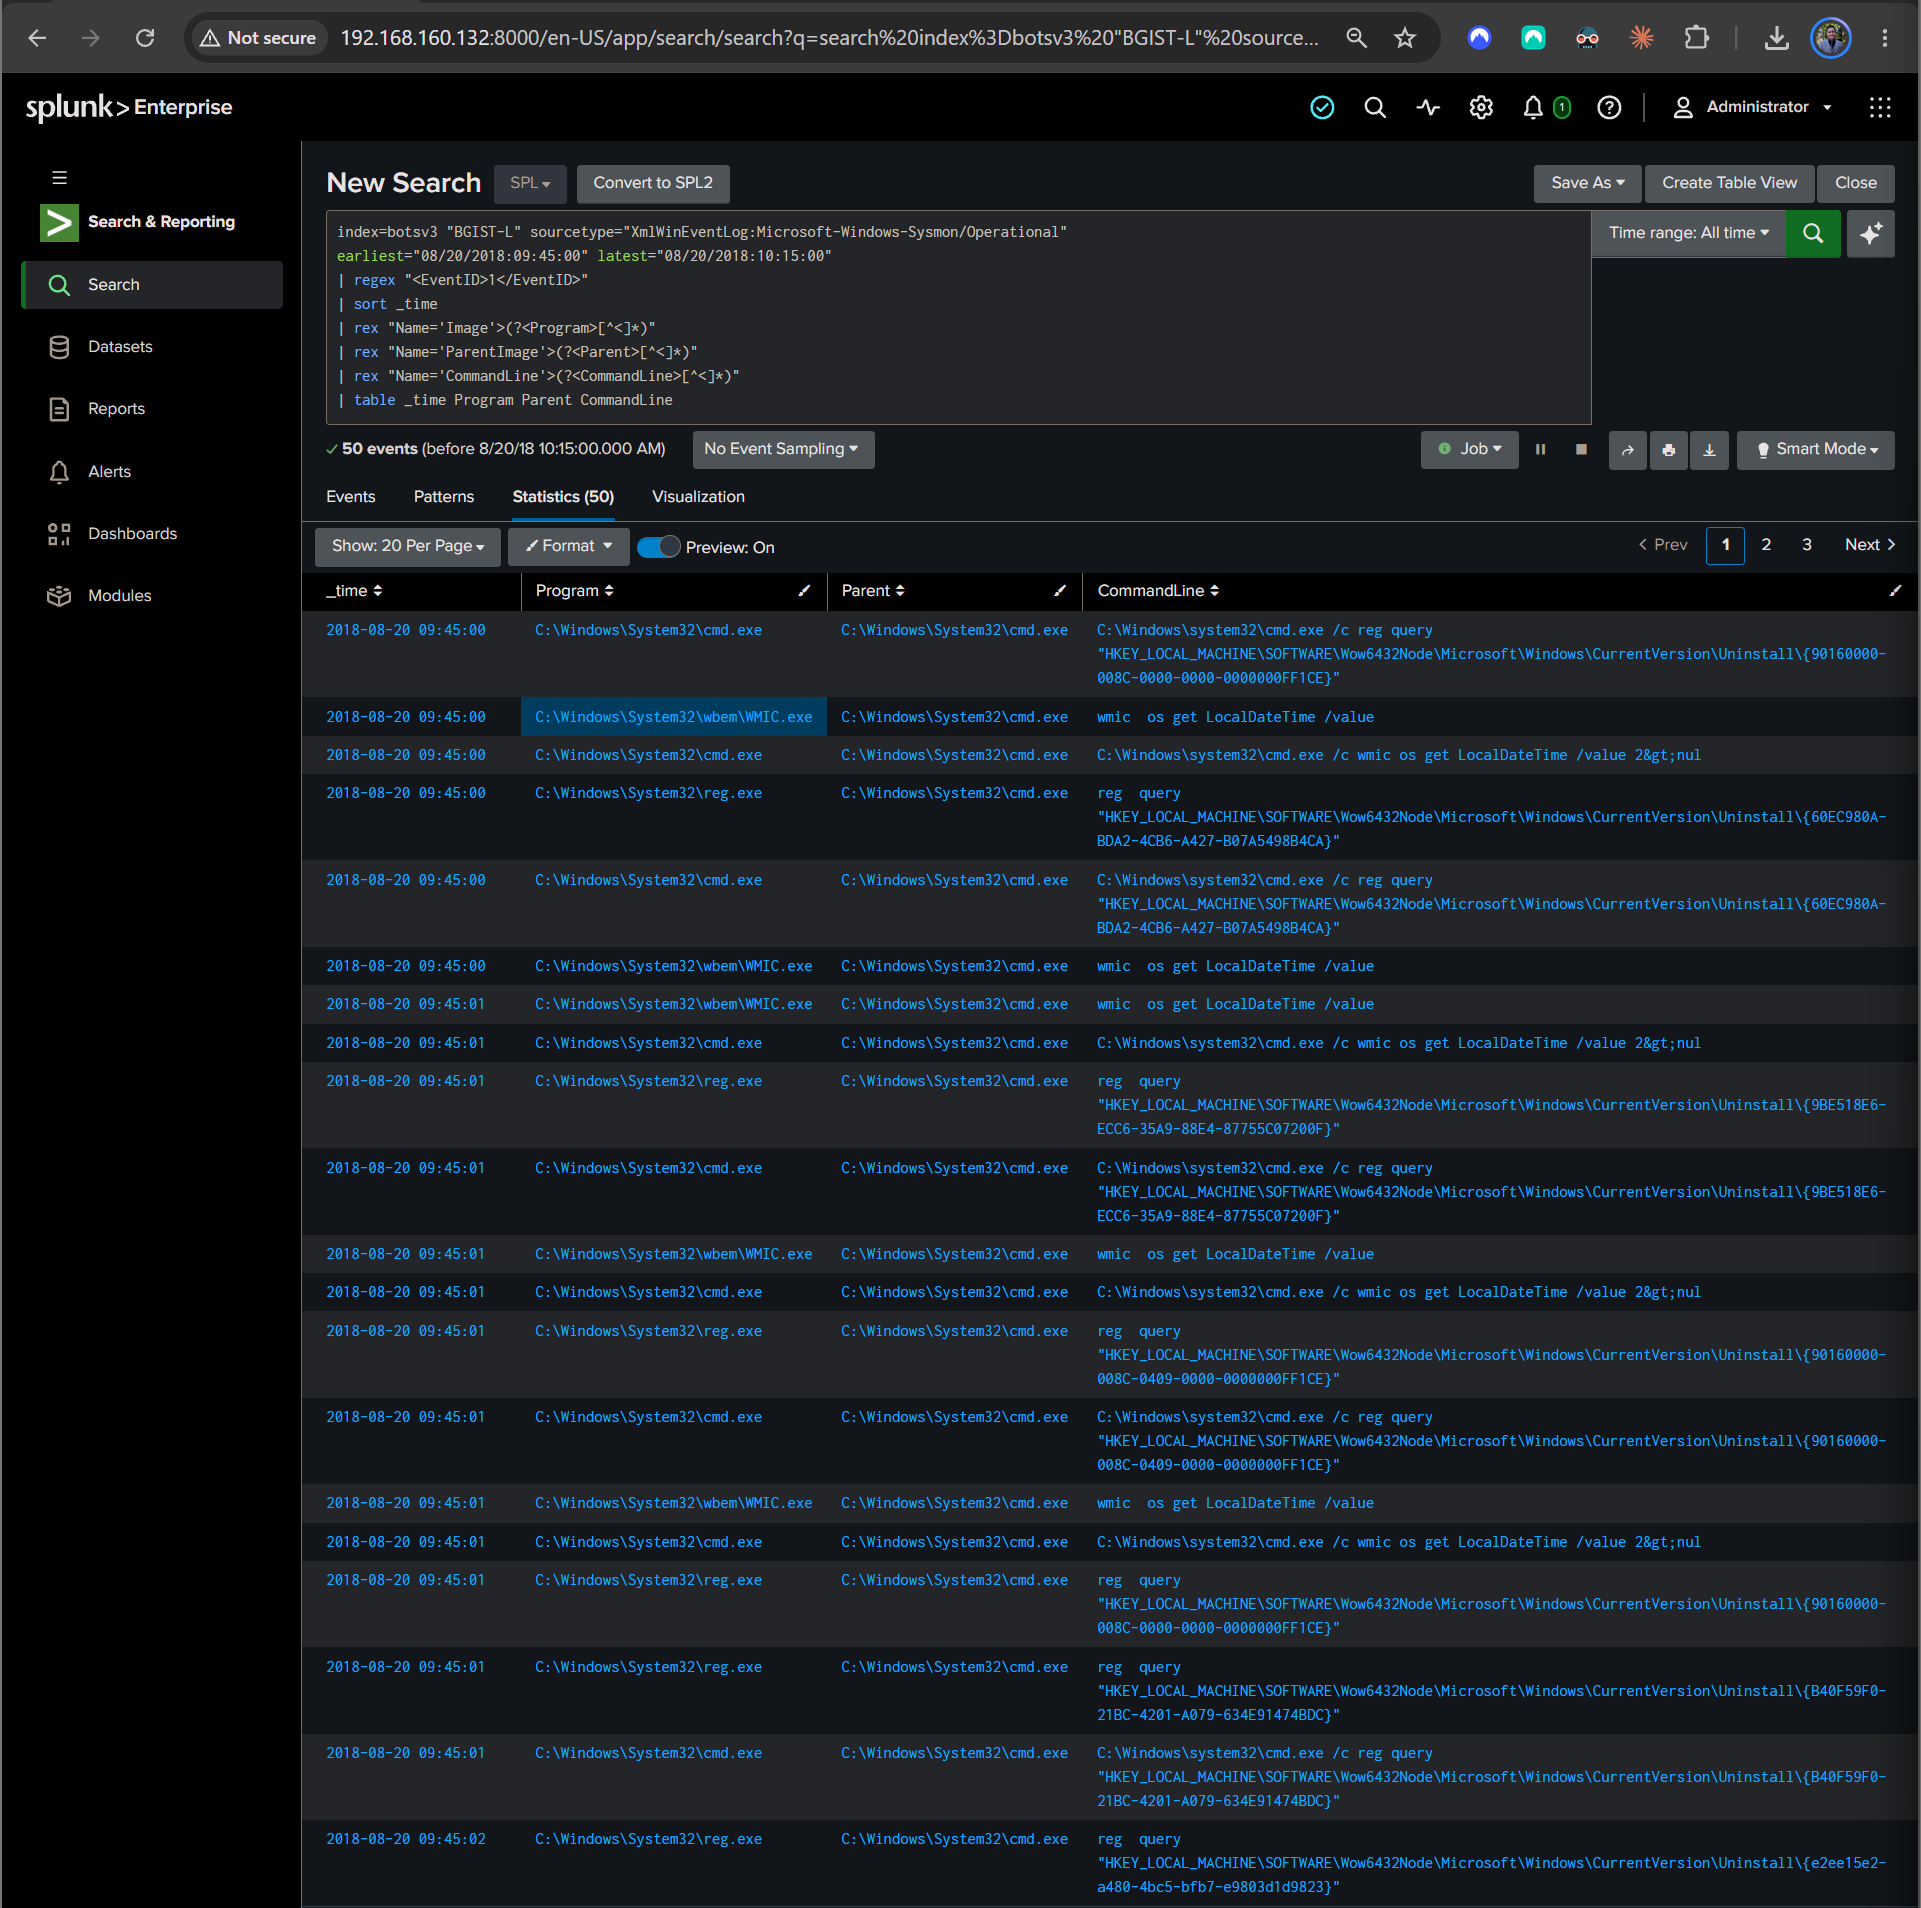 Not secure
192.168.160.132:8000/en-US/app/search/search?q=search%20index%3Dbotsv3%20"BGIST-L"%20source...
splunk> Enterprise
1
Administrator
Search & Reporting
Search
Datasets
Reports
Alerts
Dashboards
Modules
New Search
SPL
Convert to SPL2
Save As
Create Table View
Close
index=botsv3 "BGIST-L" sourcetype="XmlWinEventLog:Microsoft-Windows-Sysmon/Operational"
earliest="08/20/2018:09:45:00" latest="08/20/2018:10:15:00"
| regex "<EventID>1</EventID>"
| sort _time
| rex "Name='Image'>(?<Program>[^<]*)"
| rex "Name='ParentImage'>(?<Parent>[^<]*)"
| rex "Name='CommandLine'>(?<CommandLine>[^<]*)"
| table _time Program Parent CommandLine
Time range: All time
50 events (before 8/20/18 10:15:00.000 AM)
No Event Sampling
Job
Smart Mode
Events Patterns Statistics (50) Visualization
Show: 20 Per Page
Format
Preview: On
Prev 1 2 3 Next
_time Program Parent CommandLine
2018-08-20 09:45:00 C:\Windows\System32\cmd.exe C:\Windows\System32\cmd.exe C:\Windows\system32\cmd.exe /c reg query
"HKEY_LOCAL_MACHINE\SOFTWARE\Wow6432Node\Microsoft\Windows\CurrentVersion\Uninstall\{90160000-
008C-0000-0000-0000000FF1CE}"
2018-08-20 09:45:00 C:\Windows\System32\wbem\WMIC.exe C:\Windows\System32\cmd.exe wmic  os get LocalDateTime /value
2018-08-20 09:45:00 C:\Windows\System32\cmd.exe C:\Windows\System32\cmd.exe C:\Windows\system32\cmd.exe /c wmic os get LocalDateTime /value 2&gt;nul
2018-08-20 09:45:00 C:\Windows\System32\reg.exe C:\Windows\System32\cmd.exe reg  query
"HKEY_LOCAL_MACHINE\SOFTWARE\Wow6432Node\Microsoft\Windows\CurrentVersion\Uninstall\{60EC980A-
BDA2-4CB6-A427-B07A5498B4CA}"
2018-08-20 09:45:00 C:\Windows\System32\cmd.exe C:\Windows\System32\cmd.exe C:\Windows\system32\cmd.exe /c reg query
"HKEY_LOCAL_MACHINE\SOFTWARE\Wow6432Node\Microsoft\Windows\CurrentVersion\Uninstall\{60EC980A-
BDA2-4CB6-A427-B07A5498B4CA}"
2018-08-20 09:45:00 C:\Windows\System32\wbem\WMIC.exe C:\Windows\System32\cmd.exe wmic  os get LocalDateTime /value
2018-08-20 09:45:01 C:\Windows\System32\wbem\WMIC.exe C:\Windows\System32\cmd.exe wmic  os get LocalDateTime /value
2018-08-20 09:45:01 C:\Windows\System32\cmd.exe C:\Windows\System32\cmd.exe C:\Windows\system32\cmd.exe /c wmic os get LocalDateTime /value 2&gt;nul
2018-08-20 09:45:01 C:\Windows\System32\reg.exe C:\Windows\System32\cmd.exe reg  query
"HKEY_LOCAL_MACHINE\SOFTWARE\Wow6432Node\Microsoft\Windows\CurrentVersion\Uninstall\{9BE518E6-
ECC6-35A9-88E4-87755C07200F}"
2018-08-20 09:45:01 C:\Windows\System32\cmd.exe C:\Windows\System32\cmd.exe C:\Windows\system32\cmd.exe /c reg query
"HKEY_LOCAL_MACHINE\SOFTWARE\Wow6432Node\Microsoft\Windows\CurrentVersion\Uninstall\{9BE518E6-
ECC6-35A9-88E4-87755C07200F}"
2018-08-20 09:45:01 C:\Windows\System32\wbem\WMIC.exe C:\Windows\System32\cmd.exe wmic  os get LocalDateTime /value
2018-08-20 09:45:01 C:\Windows\System32\cmd.exe C:\Windows\System32\cmd.exe C:\Windows\system32\cmd.exe /c wmic os get LocalDateTime /value 2&gt;nul
2018-08-20 09:45:01 C:\Windows\System32\reg.exe C:\Windows\System32\cmd.exe reg  query
"HKEY_LOCAL_MACHINE\SOFTWARE\Wow6432Node\Microsoft\Windows\CurrentVersion\Uninstall\{90160000-
008C-0409-0000-0000000FF1CE}"
2018-08-20 09:45:01 C:\Windows\System32\cmd.exe C:\Windows\System32\cmd.exe C:\Windows\system32\cmd.exe /c reg query
"HKEY_LOCAL_MACHINE\SOFTWARE\Wow6432Node\Microsoft\Windows\CurrentVersion\Uninstall\{90160000-
008C-0409-0000-0000000FF1CE}"
2018-08-20 09:45:01 C:\Windows\System32\wbem\WMIC.exe C:\Windows\System32\cmd.exe wmic  os get LocalDateTime /value
2018-08-20 09:45:01 C:\Windows\System32\cmd.exe C:\Windows\System32\cmd.exe C:\Windows\system32\cmd.exe /c wmic os get LocalDateTime /value 2&gt;nul
2018-08-20 09:45:01 C:\Windows\System32\reg.exe C:\Windows\System32\cmd.exe reg  query
"HKEY_LOCAL_MACHINE\SOFTWARE\Wow6432Node\Microsoft\Windows\CurrentVersion\Uninstall\{90160000-
008C-0000-0000-0000000FF1CE}"
2018-08-20 09:45:01 C:\Windows\System32\reg.exe C:\Windows\System32\cmd.exe reg  query
"HKEY_LOCAL_MACHINE\SOFTWARE\Wow6432Node\Microsoft\Windows\CurrentVersion\Uninstall\{B40F59F0-
21BC-4201-A079-634E91474BDC}"
2018-08-20 09:45:01 C:\Windows\System32\cmd.exe C:\Windows\System32\cmd.exe C:\Windows\system32\cmd.exe /c reg query
"HKEY_LOCAL_MACHINE\SOFTWARE\Wow6432Node\Microsoft\Windows\CurrentVersion\Uninstall\{B40F59F0-
21BC-4201-A079-634E91474BDC}"
2018-08-20 09:45:02 C:\Windows\System32\reg.exe C:\Windows\System32\cmd.exe reg  query
"HKEY_LOCAL_MACHINE\SOFTWARE\Wow6432Node\Microsoft\Windows\CurrentVersion\Uninstall\{e2ee15e2-
a480-4bc5-bfb7-e9803d1d9823}"